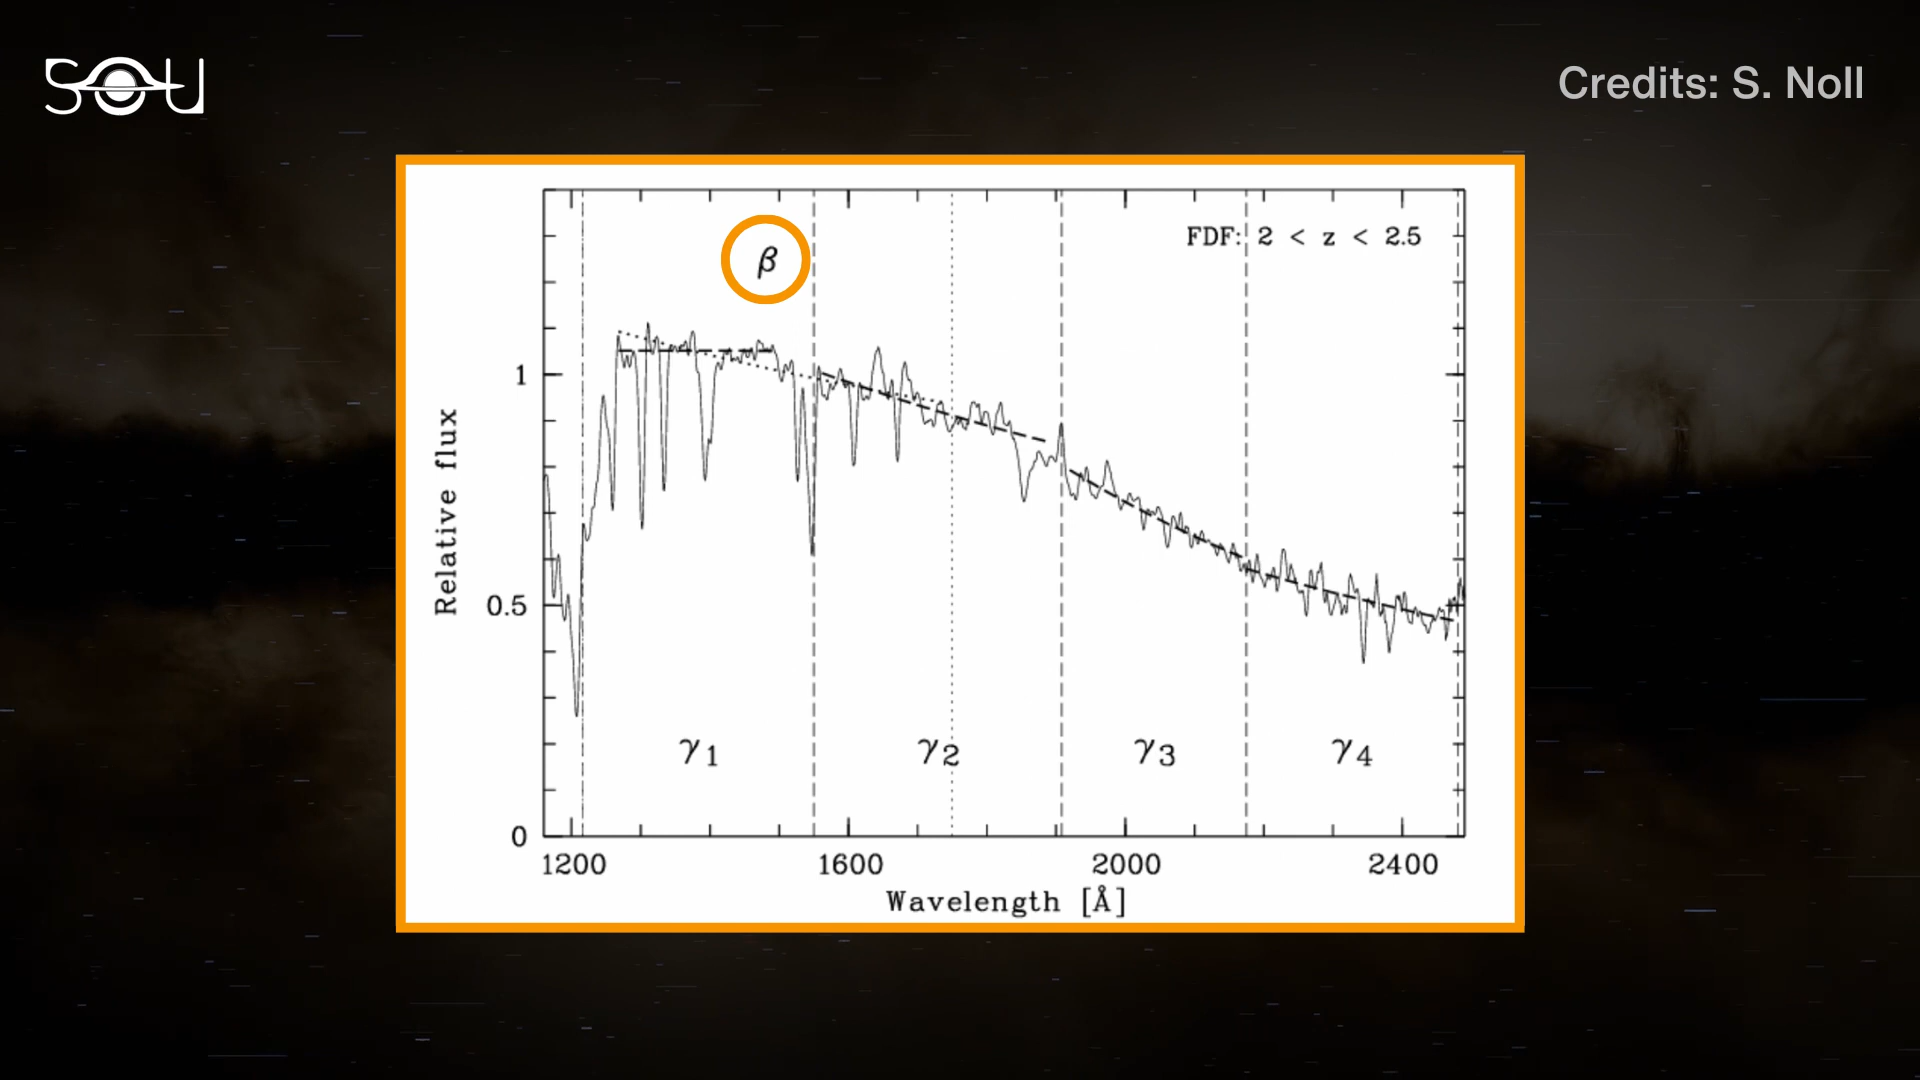 SOU
Credits: S. Noll
β
FDF: 2 < z < 2.5
1
0.5
0
Relative flux
γ1
γ2
γ3
γ4
1200
1600
2000
2400
Wavelength [Å]